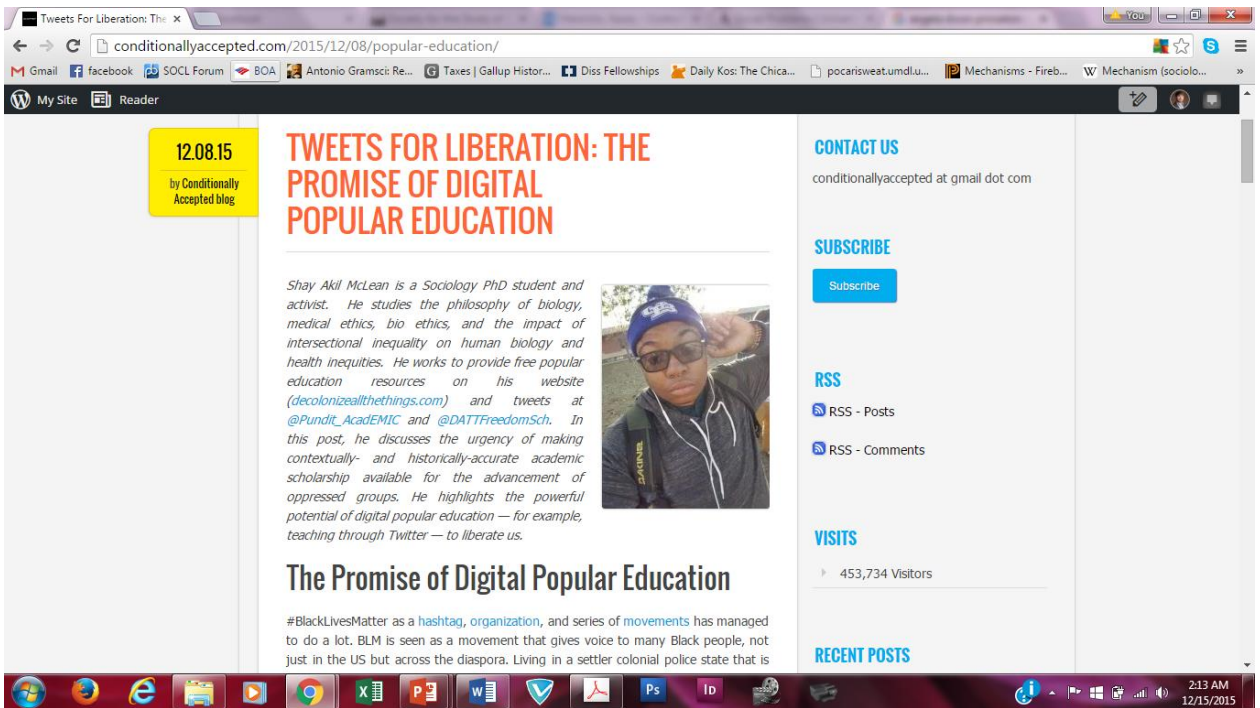 Tweets For Liberation: The
You
conditionallyaccepted.com/2015/12/08/popular-education/
Gmail
facebook
SOCL Forum
BOA
Antonio Gramsci: Re...
Taxes | Gallup Histor...
Diss Fellowships
Daily Kos: The Chica...
pocarisweat.umdl.u...
Mechanisms - Fireb...
Mechanism (sociolo...
»
My Site
Reader
12.08.15
by Conditionally
Accepted blog
TWEETS FOR LIBERATION: THE
PROMISE OF DIGITAL
POPULAR EDUCATION
Shay Akil McLean is a Sociology PhD student and
activist. He studies the philosophy of biology,
medical ethics, bio ethics, and the impact of
intersectional inequality on human biology and
health inequities. He works to provide free popular
education resources on his website
(decolonizeallthethings.com) and tweets at
@Pundit_AcadEMIC and @DATTFreedomSch. In
this post, he discusses the urgency of making
contextually- and historically-accurate academic
scholarship available for the advancement of
oppressed groups. He highlights the powerful
potential of digital popular education — for example,
teaching through Twitter — to liberate us.
DAKINE
The Promise of Digital Popular Education
#BlackLivesMatter as a hashtag, organization, and series of movements has managed
to do a lot. BLM is seen as a movement that gives voice to many Black people, not
just in the US but across the diaspora. Living in a settler colonial police state that is
CONTACT US
conditionallyaccepted at gmail dot com
SUBSCRIBE
Subscribe
RSS
RSS - Posts
RSS - Comments
VISITS
453,734 Visitors
RECENT POSTS
Ps
ID
2:13 AM
12/15/2015